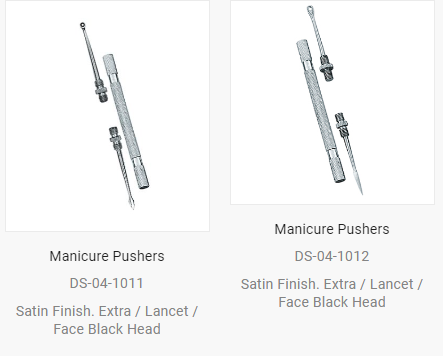 Manicure Pushers
DS-04-1011
Satin Finish. Extra / Lancet /
Face Black Head
Manicure Pushers
DS-04-1012
Satin Finish. Extra / Lancet /
Face Black Head